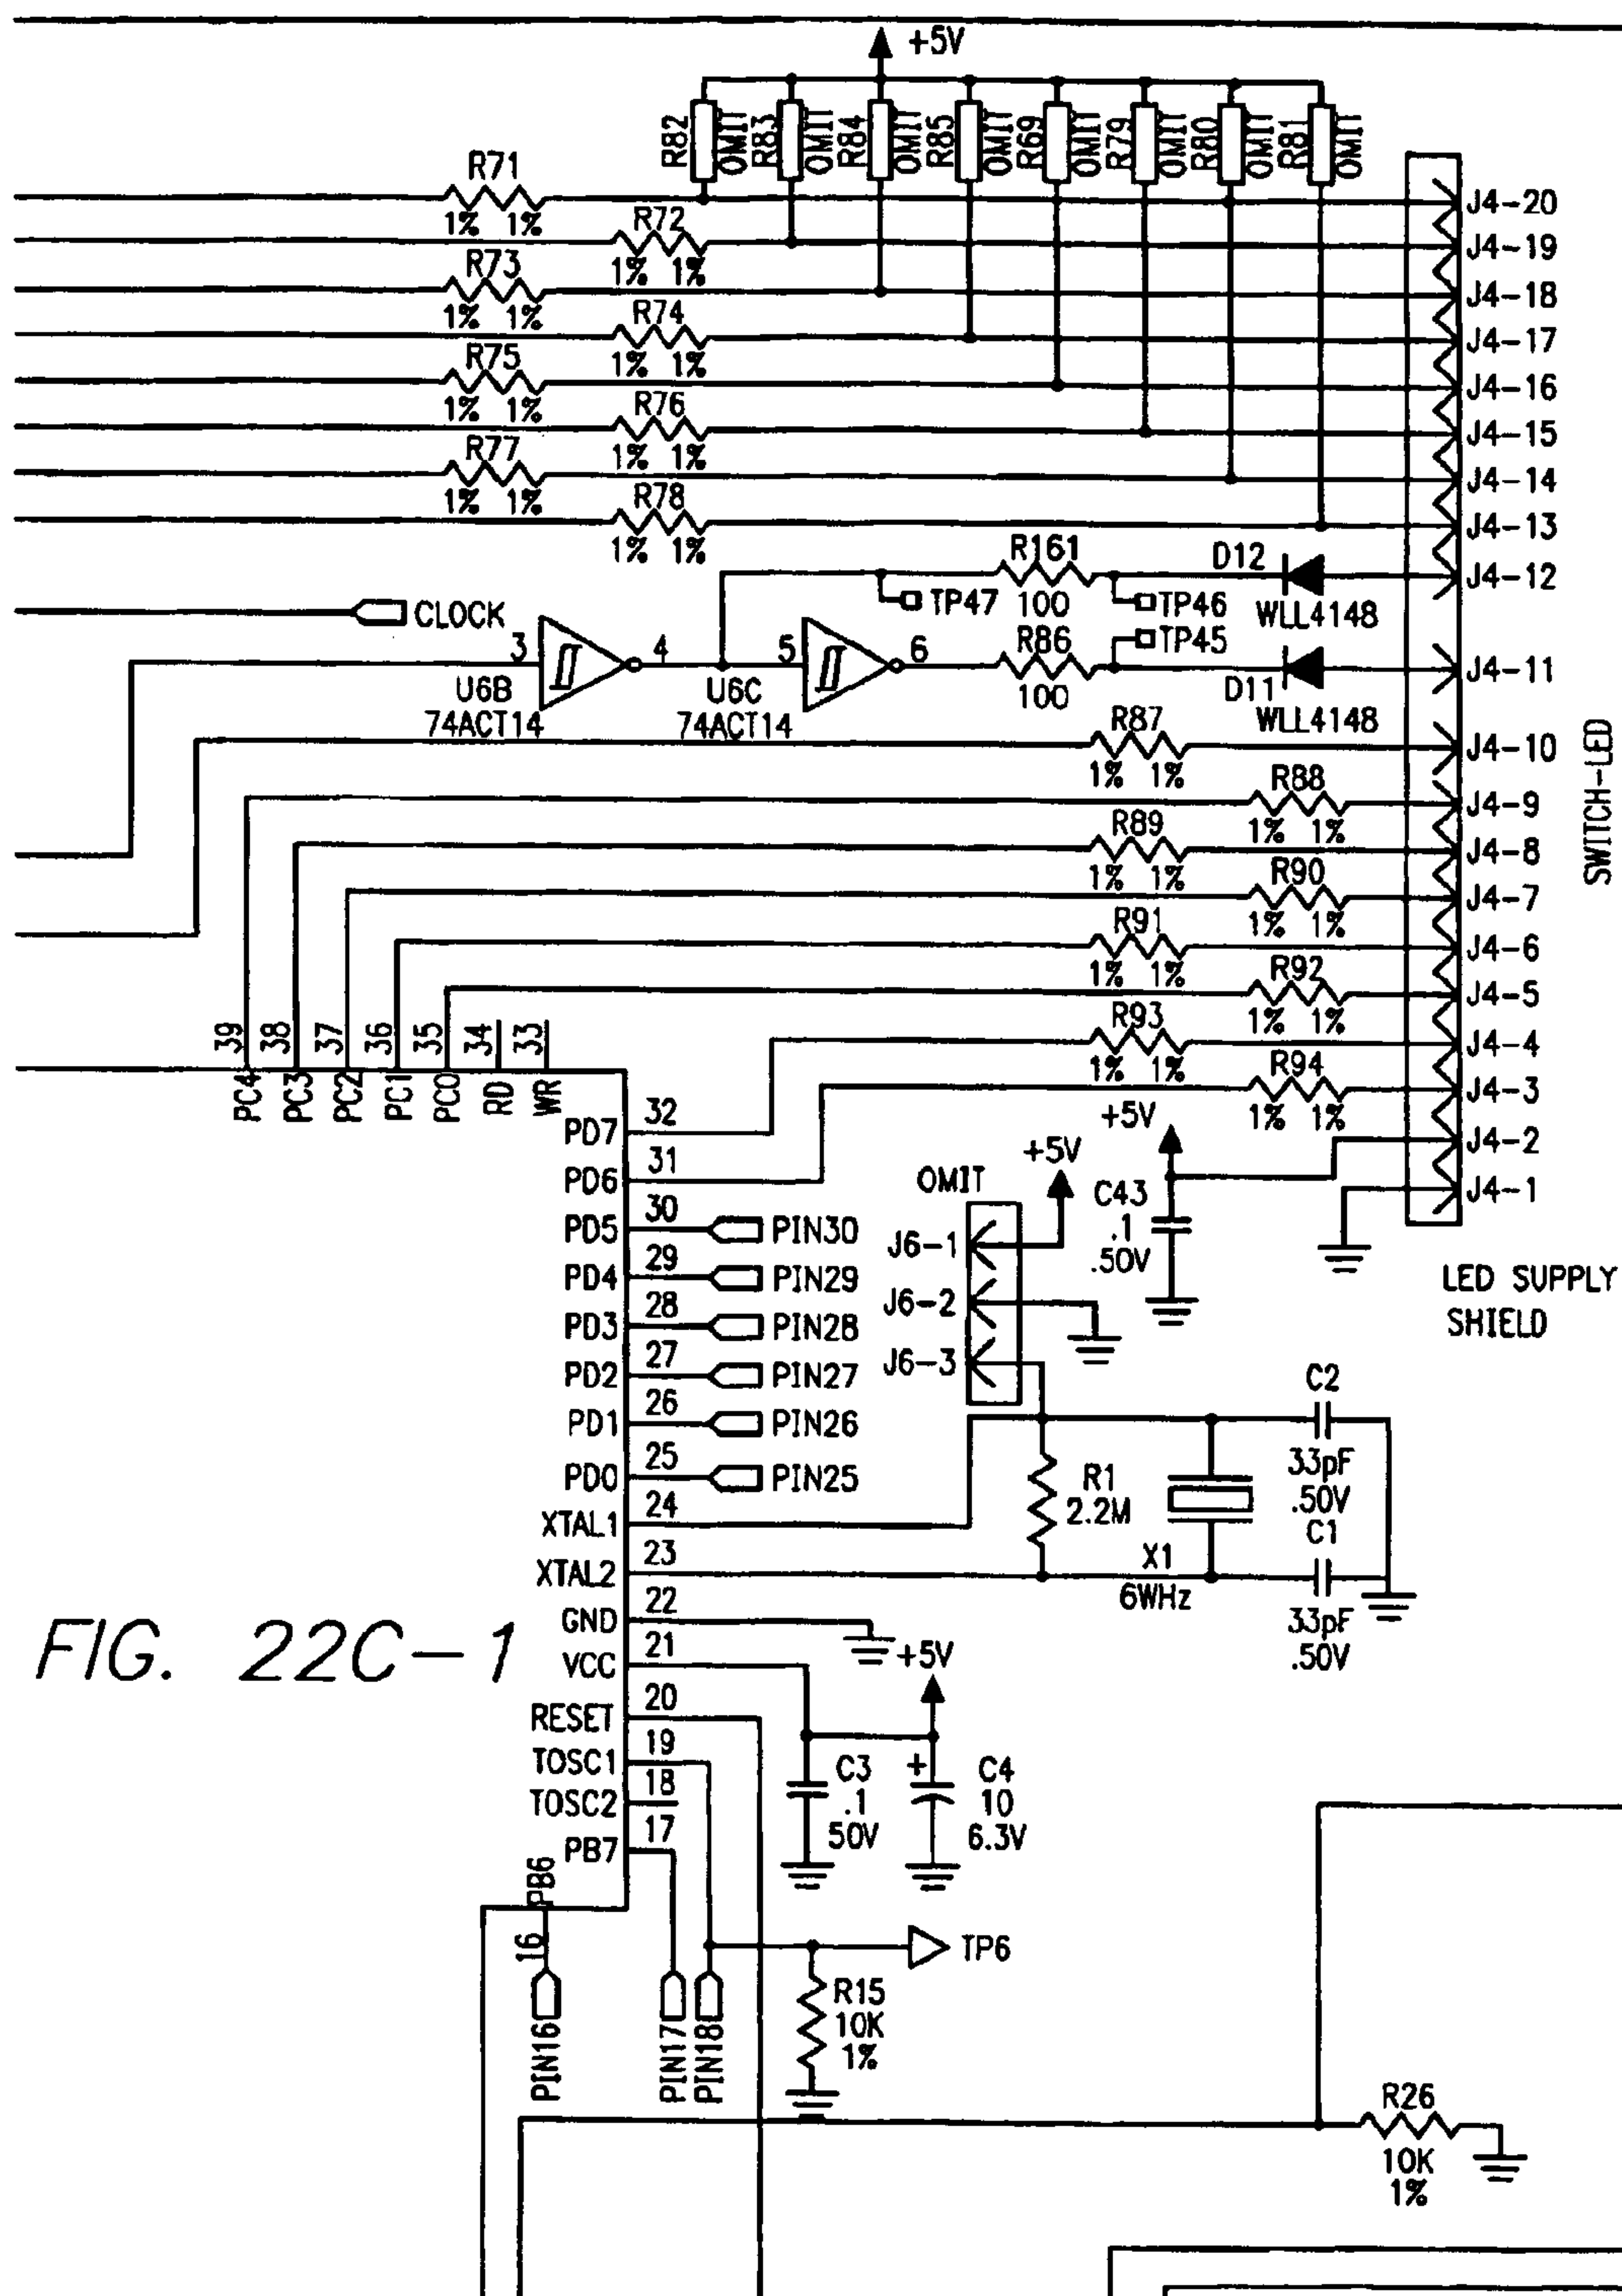 +5V
R82 OMIT R83 OMIT R84 OMIT R85 OMIT R69 OMIT R79 OMIT R80 OMIT R81 OMIT
R71
1% 1%
J4-20
R72
1% 1%
J4-19
R73
1% 1%
J4-18
R74
1% 1%
J4-17
R75
1% 1%
J4-16
R76
1% 1%
J4-15
R77
1% 1%
J4-14
R78
1% 1%
J4-13
R161
100
D12
WLL4148
J4-12
TP47
TP46
CLOCK
3 4 5 6
U6B
74ACT14
U6C
74ACT14
R86
100
TP45
D11
WLL4148
J4-11
R87
1% 1%
J4-10
SWITCH-LED
R88
1% 1%
J4-9
R89
1% 1%
J4-8
R90
1% 1%
J4-7
R91
1% 1%
J4-6
R92
1% 1%
J4-5
R93
1% 1%
J4-4
R94
1% 1%
J4-3
J4-2
J4-1
39 38 37 36 35 34 33
PC4 PC3 PC2 PC1 PC0 RD WR
PD7 32
PD6 31
PD5 30 PIN30
PD4 29 PIN29
PD3 28 PIN28
PD2 27 PIN27
PD1 26 PIN26
PD0 25 PIN25
XTAL1 24
XTAL2 23
GND 22
VCC 21
RESET 20
TOSC1 19
TOSC2 18
PB7 17
OMIT
+5V
J6-1
J6-2
J6-3
+5V
C43
.1
.50V
LED SUPPLY
SHIELD
R1
2.2M
X1
6WHz
C2
33pF
.50V
C1
33pF
.50V
FIG. 22C-1
+5V
C3
.1
50V
+
C4
10
6.3V
PB6
16
PIN16
PIN17
PIN18
TP6
R15
10K
1%
R26
10K
1%